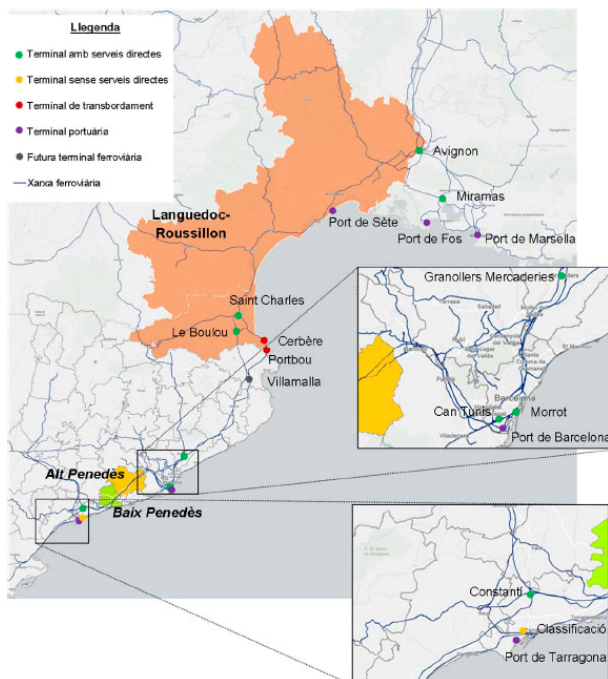 Llegenda
Terminal amb serveis directes
Terminal sense serveis directes
Terminal de transbordament
Terminal portuària
Futura terminal ferroviària
Xarxa ferroviària
Avignon
Miramas
Languedoc-
Roussillon
Port de Sète
Port de Fos
Port de Marsella
Granollers Mercaderies
Saint Charles
Le Boulou
Cerbère
Portbou
Villamalla
Barcelona
Can Tunis
Morrot
Port de Barcelona
Alt Penedès
Baix Penedès
Constantí
Classificació
Port de Tarragona